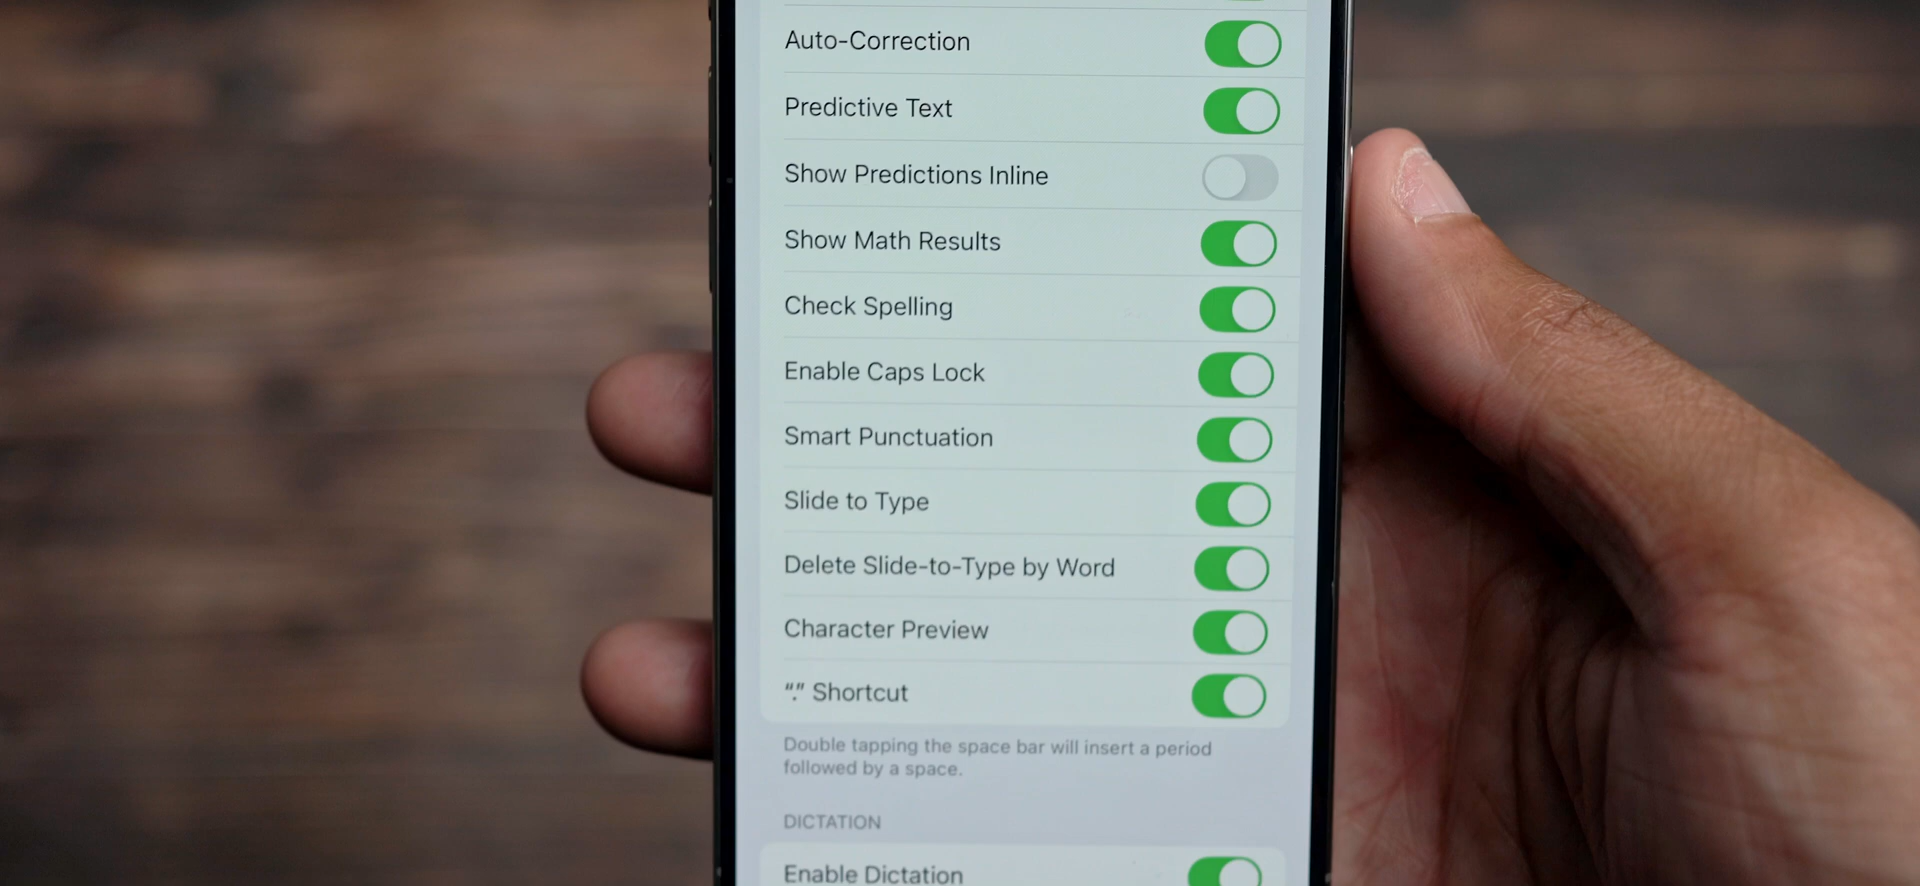 Auto-Correction
Predictive Text
Show Predictions Inline
Show Math Results
Check Spelling
Enable Caps Lock
Smart Punctuation
Slide to Type
Delete Slide-to-Type by Word
Character Preview
“.” Shortcut
Double tapping the space bar will insert a period
followed by a space.
DICTATION
Enable Dictation